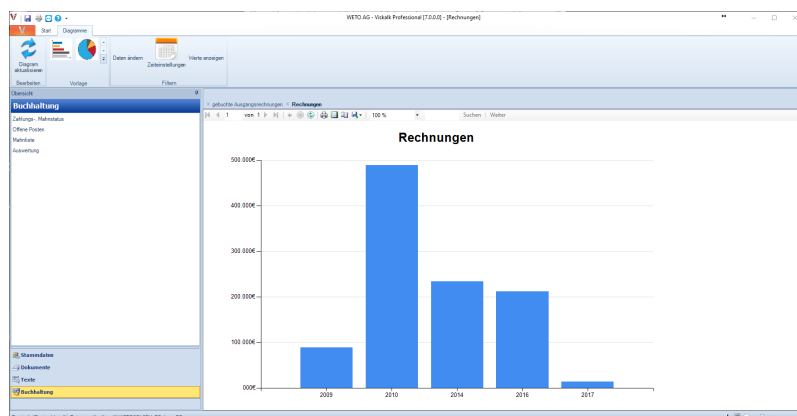 WETO AG - Viskalk Professional [7.0.0.0] - [Rechnungen]
Start Diagramme
Diagram aktualisieren
Daten ändern
Zeiteinstellungen
Werte anzeigen
Bearbeiten Vorlage Filtern
Übersicht
Buchhaltung
Zahlungs-, Mahnstatus
Offene Posten
Mahnliste
Auswertung
Stammdaten
Dokumente
Texte
Buchhaltung
gebuchte Ausgangsrechnungen Rechnungen
1 von 1 100 % Suchen Weiter
Rechnungen
500.000€
400.000€
300.000€
200.000€
100.000€
000€
2009 2010 2014 2016 2017